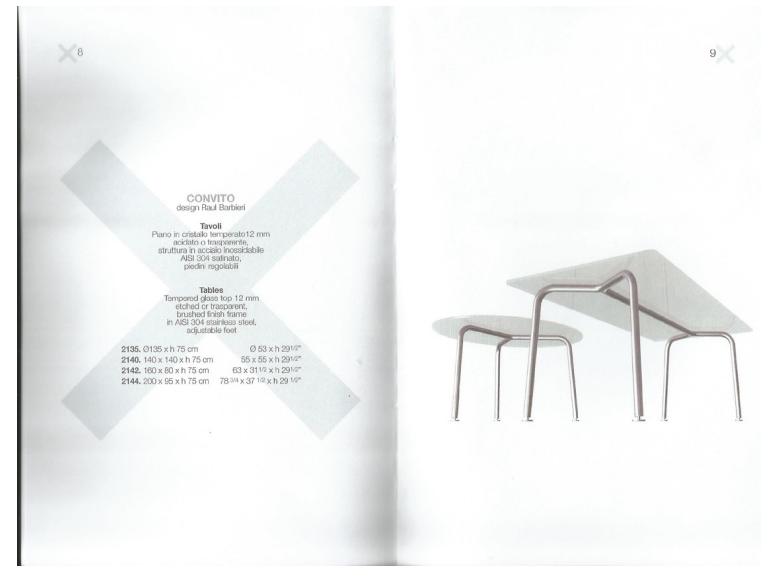 8
CONVITO
design Raul Barbieri
Tavoli
Piano in cristallo temperato12 mm
acidato o trasparente,
struttura in acciaio inossidabile
AISI 304 satinato,
piedini regolabili
Tables
Tempered glass top 12 mm
etched or trasparent,
brushed finish frame
in AISI 304 stainless steel,
adjustable feet
2135. Ø135 x h 75 cm Ø 53 x h 29 1/2"
2140. 140 x 140 x h 75 cm 55 x 55 x h 29 1/2"
2142. 160 x 80 x h 75 cm 63 x 31 1/2 x h 29 1/2"
2144. 200 x 95 x h 75 cm 78 3/4 x 37 1/2 x h 29 1/2"
9